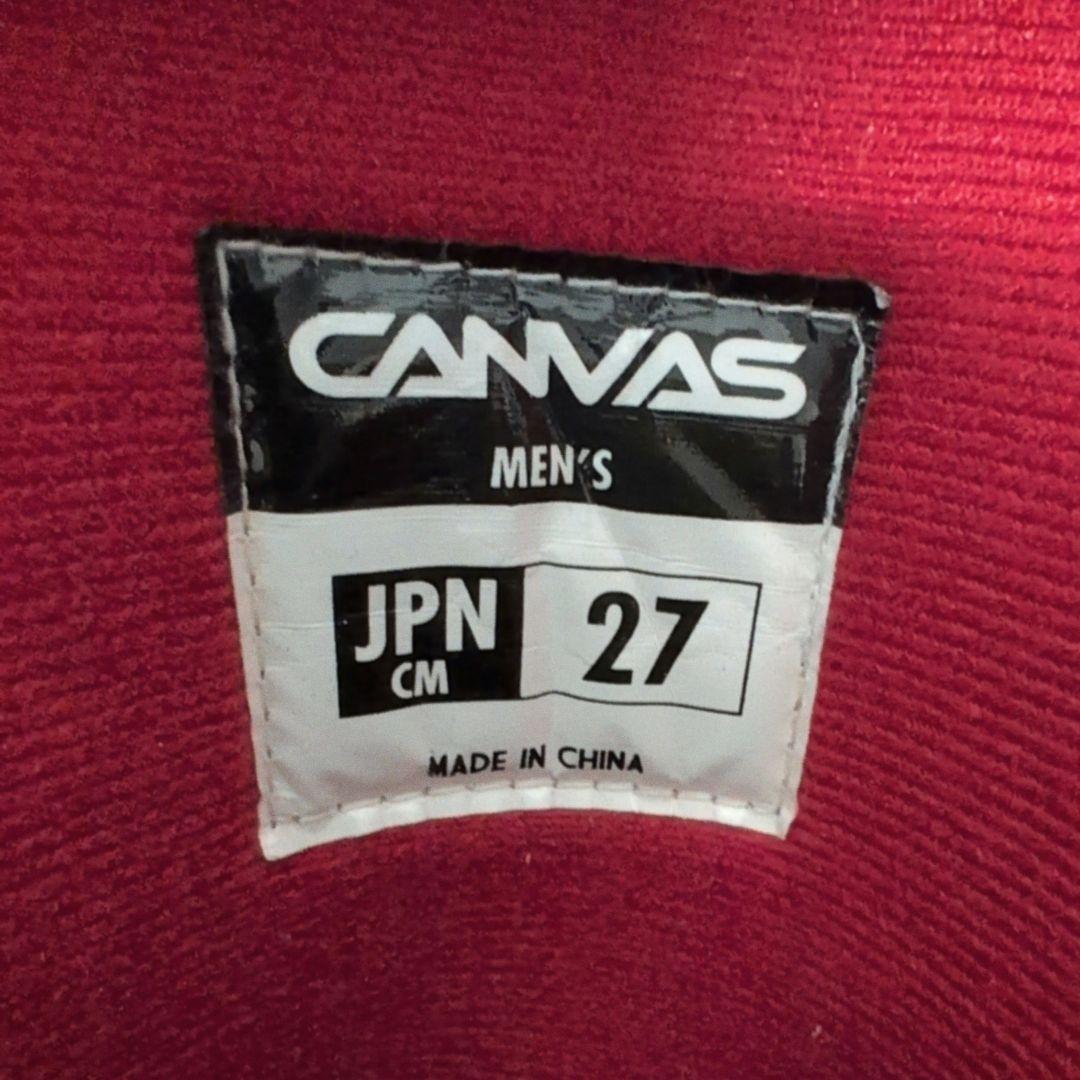 CANVAS
MEN'S
JPN 27
CM
MADE IN CHINA